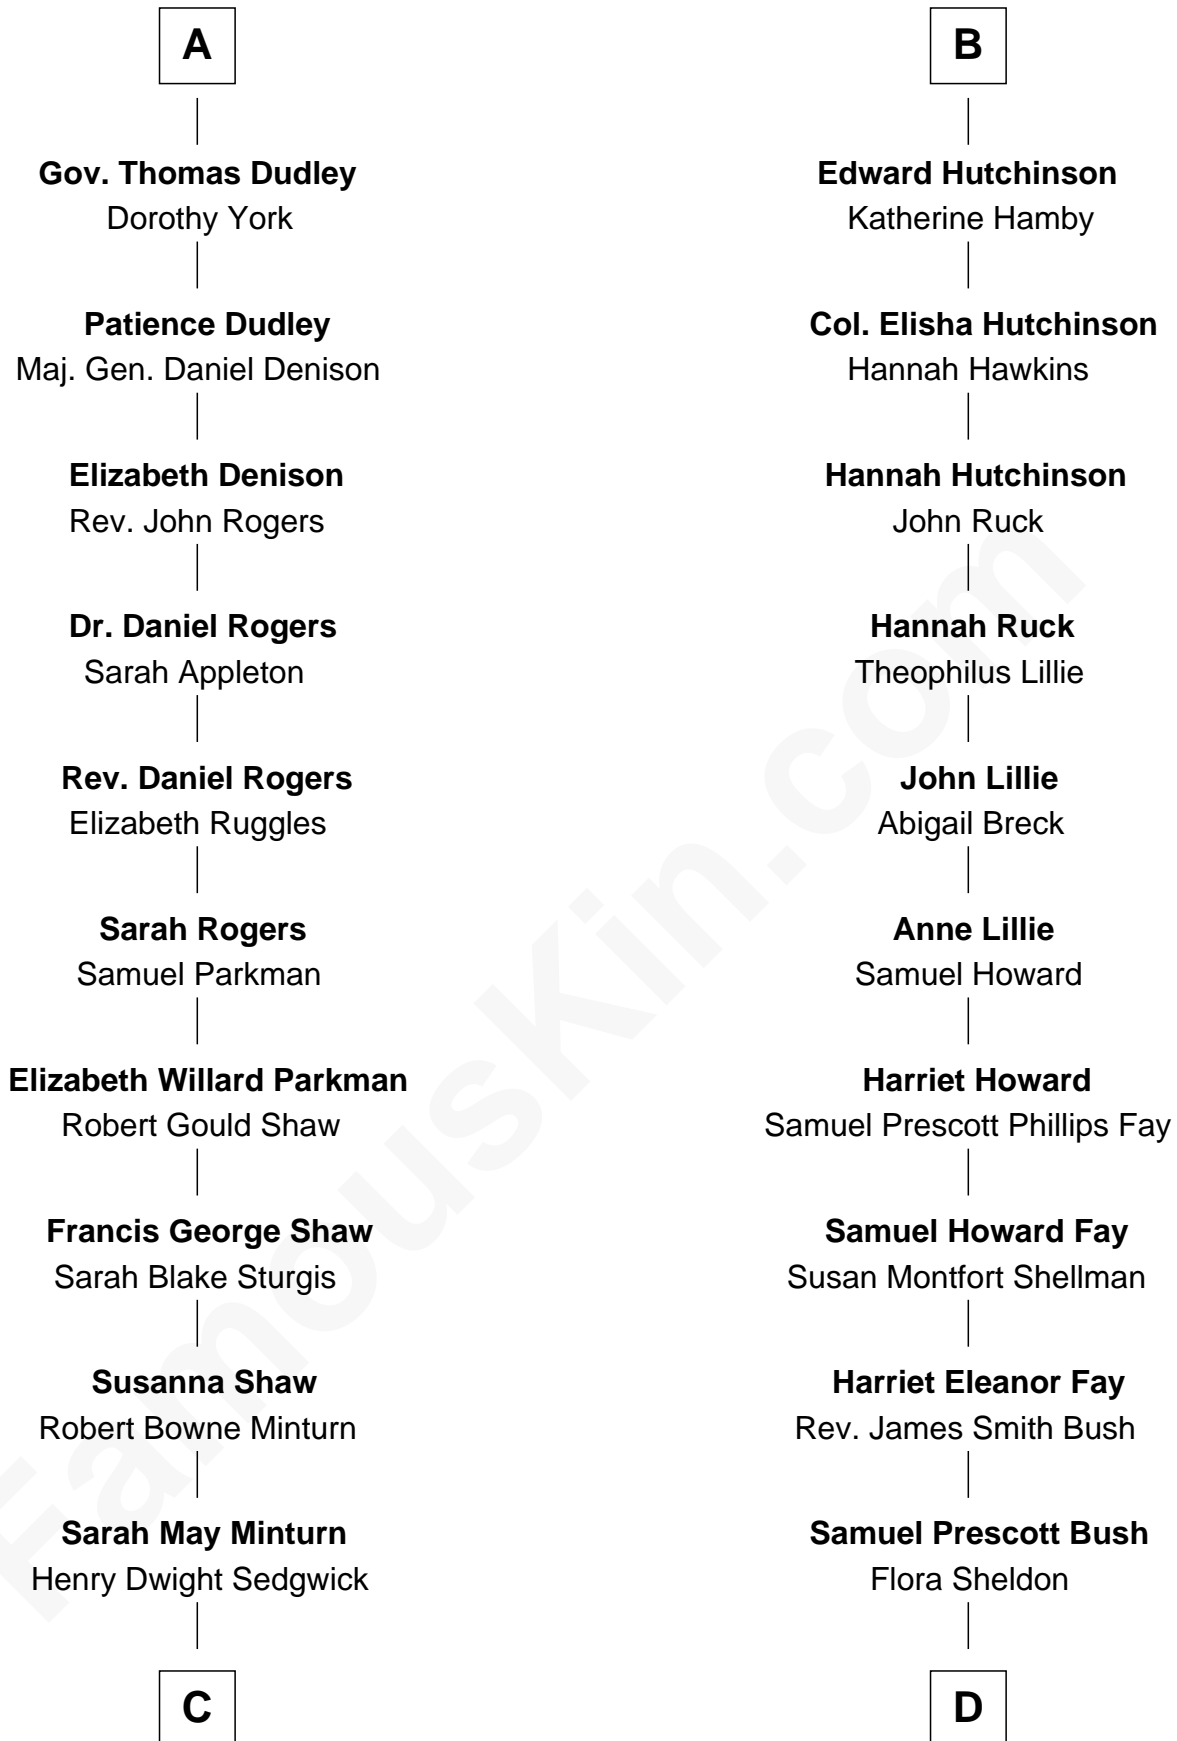 A
Gov. Thomas Dudley
Dorothy York
Patience Dudley
Maj. Gen. Daniel Denison
Elizabeth Denison
Rev. John Rogers
Dr. Daniel Rogers
Sarah Appleton
Rev. Daniel Rogers
Elizabeth Ruggles
Sarah Rogers
Samuel Parkman
Elizabeth Willard Parkman
Robert Gould Shaw
Francis George Shaw
Sarah Blake Sturgis
Susanna Shaw
Robert Bowne Minturn
Sarah May Minturn
Henry Dwight Sedgwick
C
B
Edward Hutchinson
Katherine Hamby
Col. Elisha Hutchinson
Hannah Hawkins
Hannah Hutchinson
John Ruck
Hannah Ruck
Theophilus Lillie
John Lillie
Abigail Breck
Anne Lillie
Samuel Howard
Harriet Howard
Samuel Prescott Phillips Fay
Samuel Howard Fay
Susan Montfort Shellman
Harriet Eleanor Fay
Rev. James Smith Bush
Samuel Prescott Bush
Flora Sheldon
D
FamousKin.com